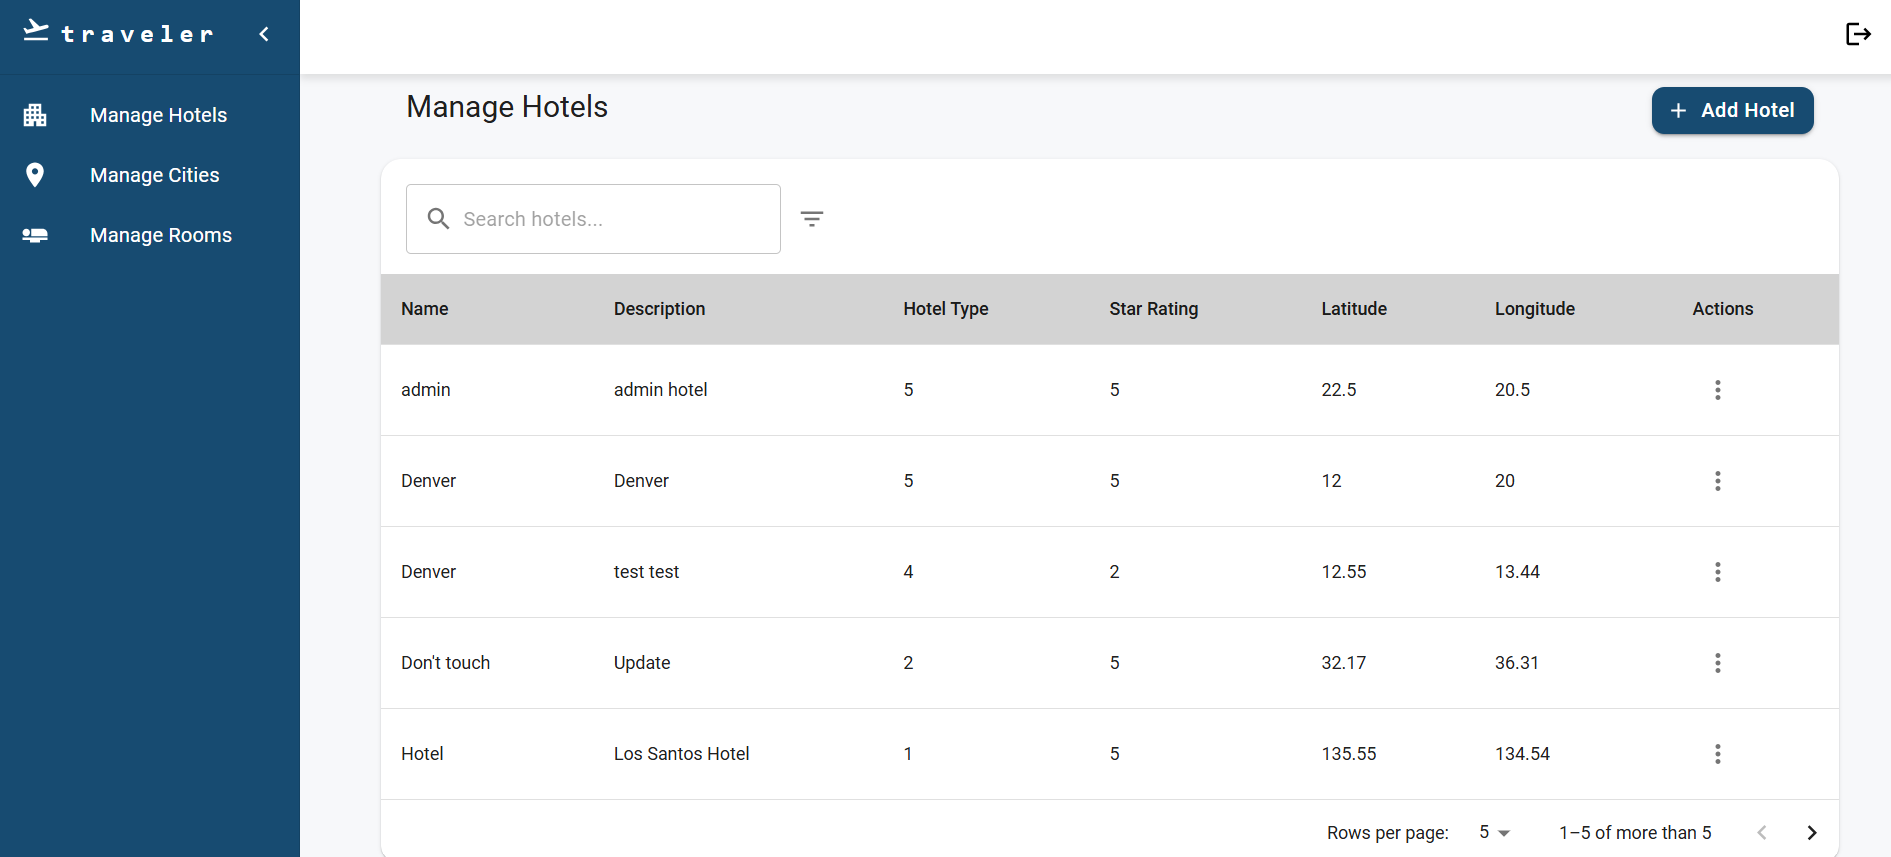 traveler
Manage Hotels
Manage Cities
Manage Rooms
Manage Hotels
Add Hotel
Search hotels...
Name Description Hotel Type Star Rating Latitude Longitude Actions
admin admin hotel 5 5 22.5 20.5
Denver Denver 5 5 12 20
Denver test test 4 2 12.55 13.44
Don't touch Update 2 5 32.17 36.31
Hotel Los Santos Hotel 1 5 135.55 134.54
Rows per page: 5 1–5 of more than 5